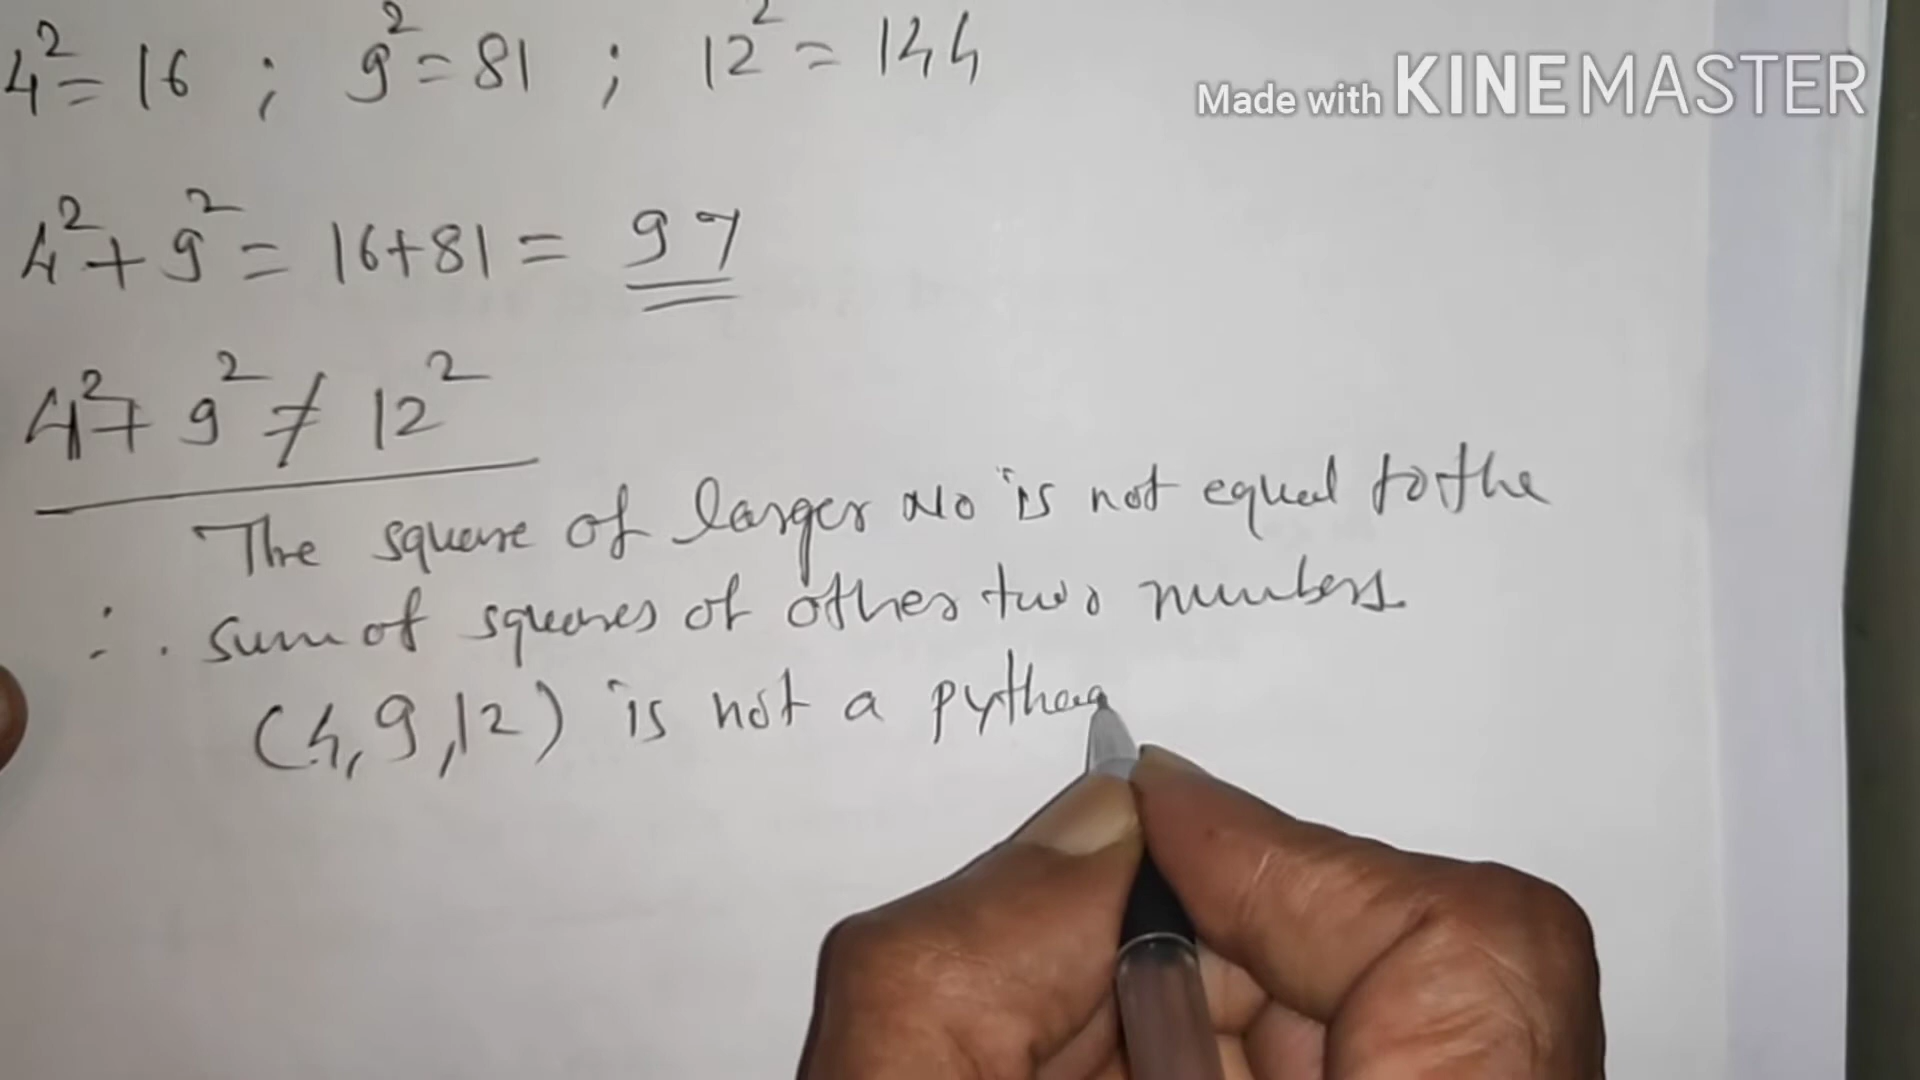 4² = 16 ; 9² = 81 ; 12² = 144
Made with KINEMASTER
4² + 9² = 16 + 81 = 97
4² + 9² ≠ 12²
The square of larger No is not equal to the
∴ sum of squares of other two numbers.
(4, 9, 12) is not a pythag